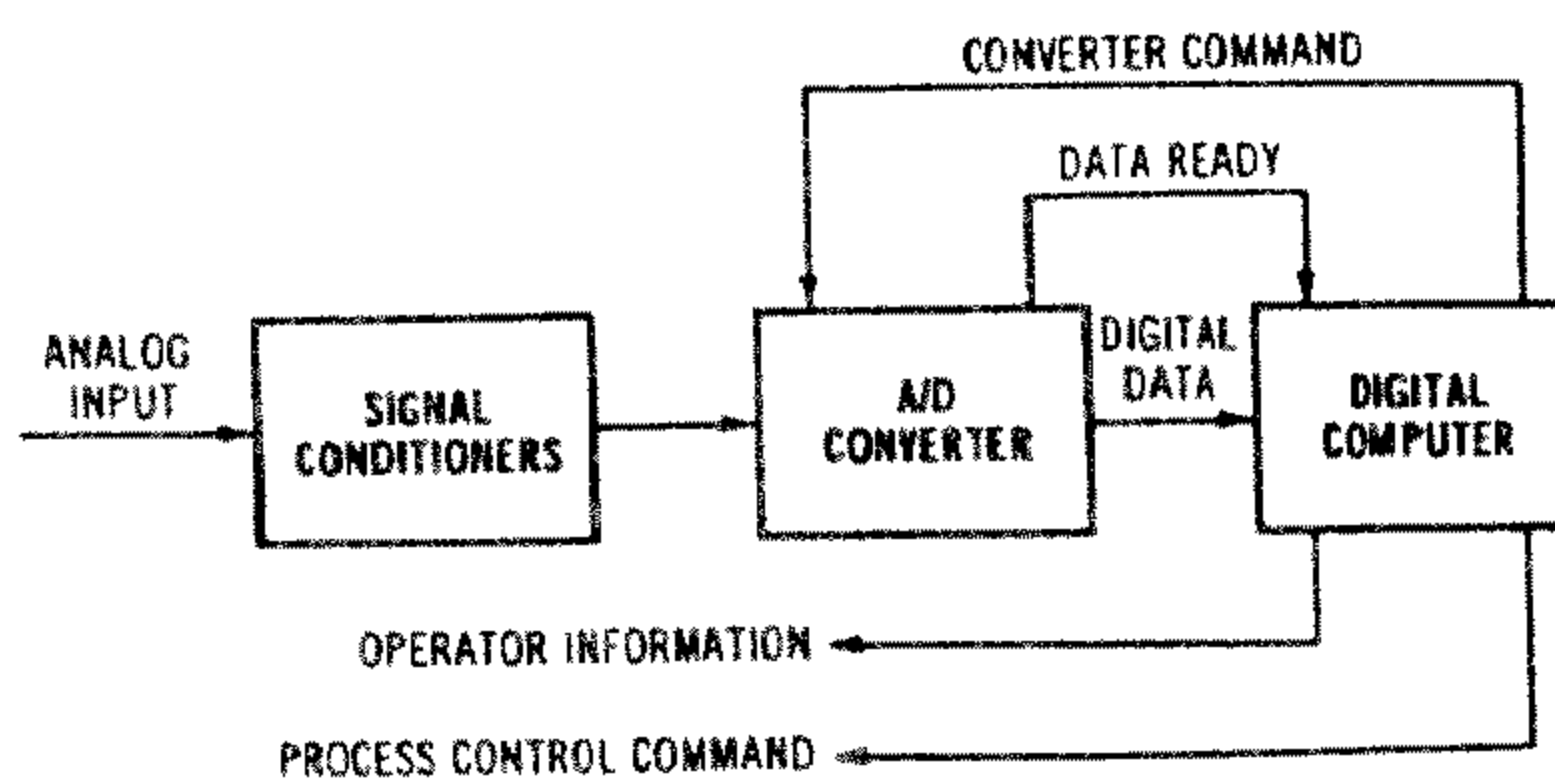 CONVERTER COMMAND
DATA READY
ANALOG
INPUT
SIGNAL
CONDITIONERS
A/D
CONVERTER
DIGITAL
DATA
DIGITAL
COMPUTER
OPERATOR INFORMATION
PROCESS CONTROL COMMAND